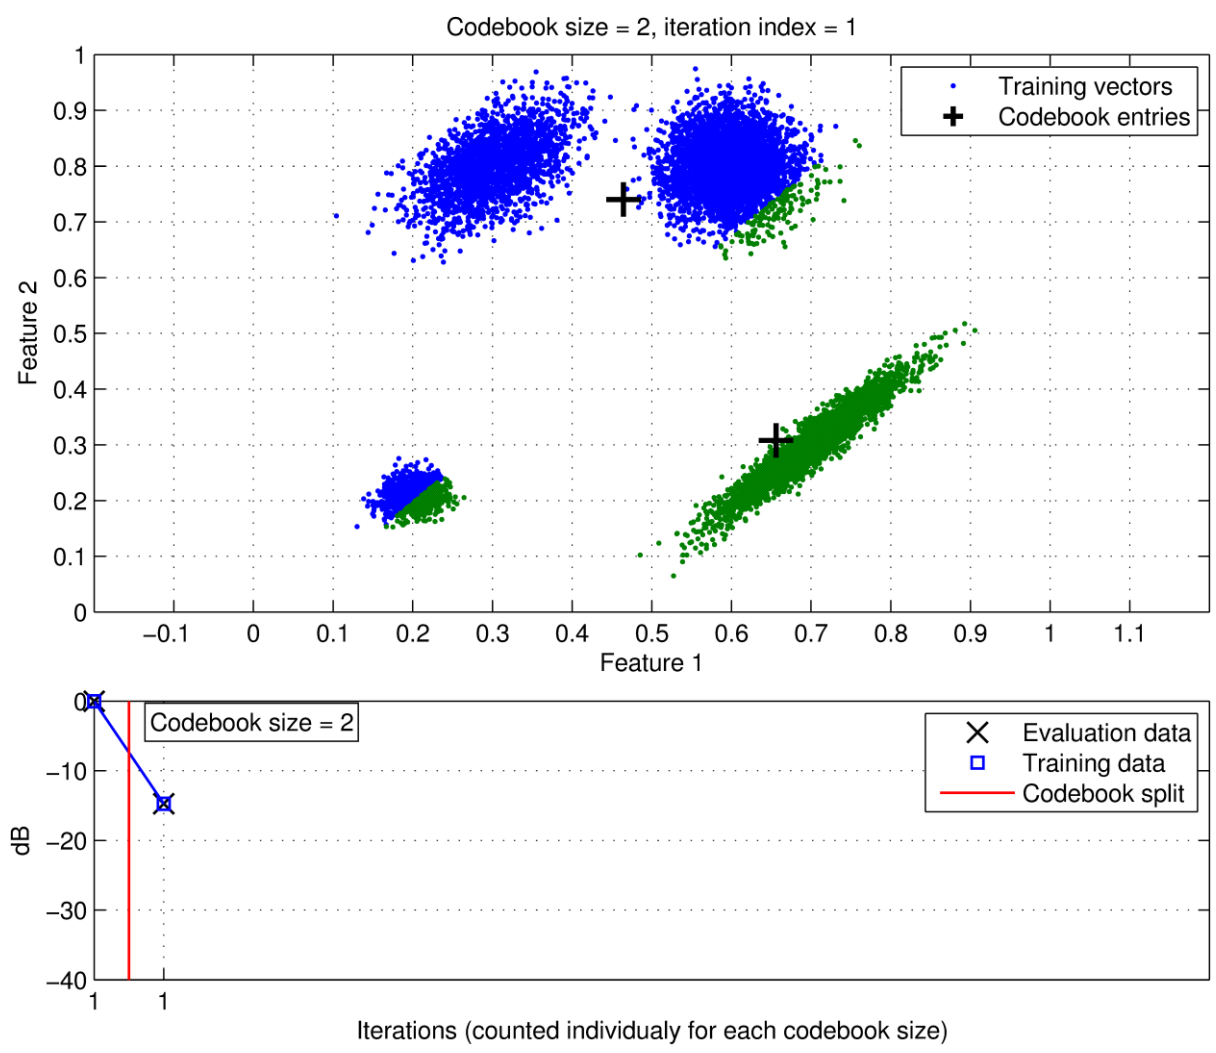 Codebook size = 2, iteration index = 1
1
0.9
0.8
0.7
0.6
0.5
0.4
0.3
0.2
0.1
0
Feature 2
Training vectors
Codebook entries
−0.1 0 0.1 0.2 0.3 0.4 0.5 0.6 0.7 0.8 0.9 1 1.1
Feature 1
0
−10
−20
−30
−40
dB
Codebook size = 2
Evaluation data
Training data
Codebook split
1 1
Iterations (counted individualy for each codebook size)